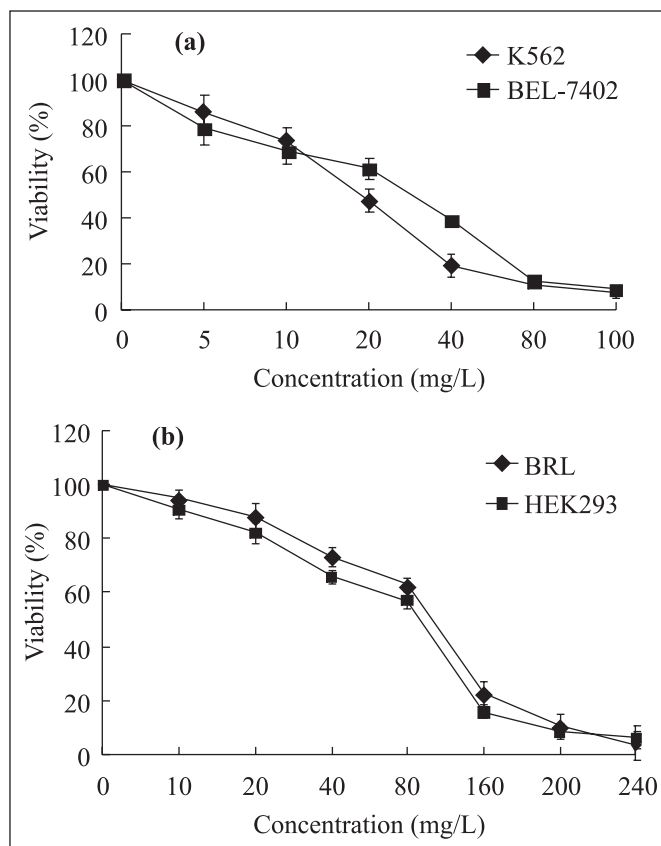 (a)
K562
BEL-7402
Viability (%)
120
100
80
60
40
20
0
0 5 10 20 40 80 100
Concentration (mg/L)
(b)
BRL
HEK293
Viability (%)
120
100
80
60
40
20
0
0 10 20 40 80 160 200 240
Concentration (mg/L)